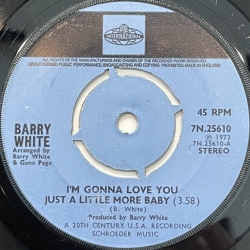 PYE
INTERNATIONAL
ALL RIGHTS OF THE MANUFACTURERS AND OWNER OF THE RECORDED WORK RESERVED
UNAUTHORISED PUBLIC PERFORMANCE, BROADCASTING AND COPYING PROHIBITED MADE IN ENGLAND
45 RPM
BARRY
WHITE
Arranged by
Barry White
& Gene Page
7N.25610
℗ 1973
7N.25610-A
STEREO
I'M GONNA LOVE YOU
JUST A LITTLE MORE BABY (3.58)
(B. White)
Produced by Barry White
A 20TH CENTURY U.S.A. RECORDING
SCHROEDER MUSIC